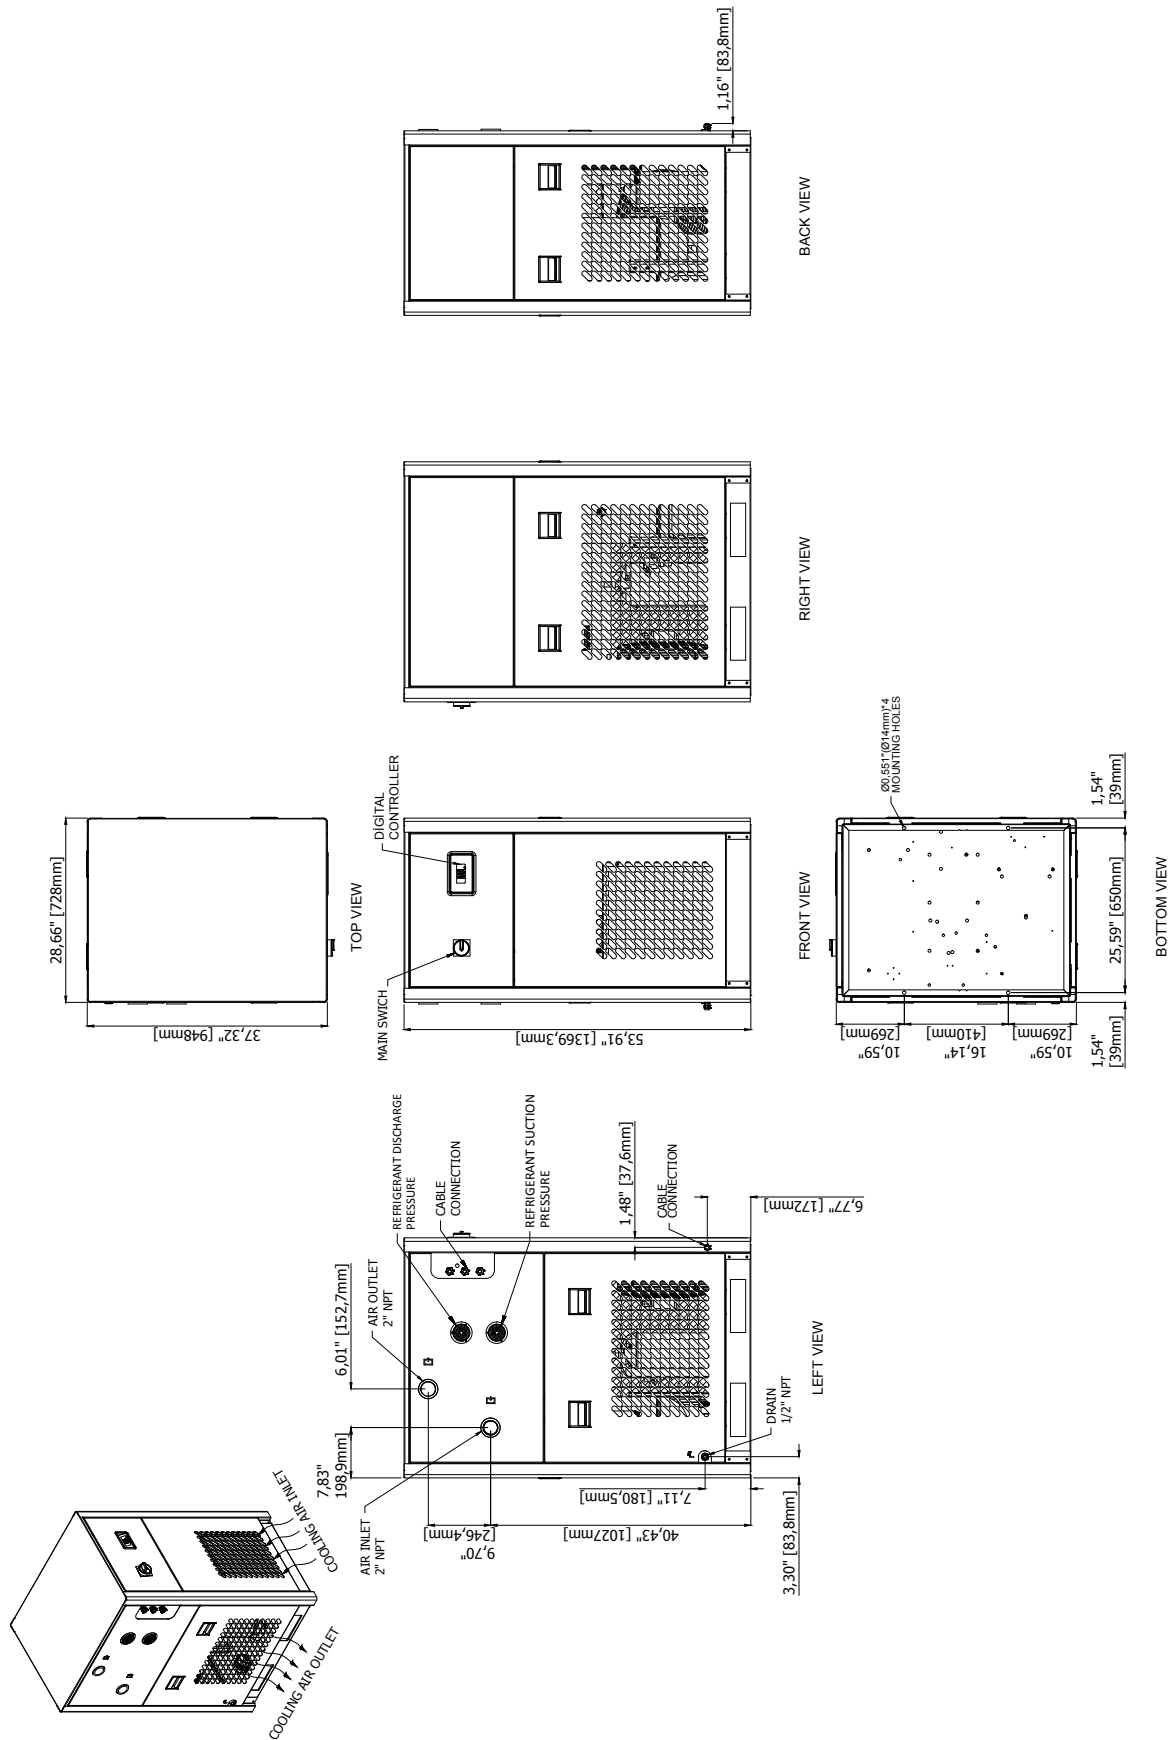 COOLING AIR INLET
COOLING AIR OUTLET
7,83"
198,9mm]
6,01" [152,7mm]
AIR OUTLET
2" NPT
AIR INLET
2" NPT
REFRIGERANT DISCHARGE
PRESSURE
CABLE
CONNECTION
REFRIGERANT SUCTION
PRESSURE
9,70"
[246,4mm]
40,43" [1027mm]
7,11" [180,5mm]
1,48" [37,6mm]
CABLE
CONNECTION
6,77" [172mm]
DRAIN
1/2" NPT
3,30" [83,8mm]
LEFT VIEW
28,66" [728mm]
37,32" [948mm]
TOP VIEW
MAIN SWICH
DİGİTAL
CONTROLLER
53,91" [1369,3mm]
FRONT VIEW
Ø0,551"(Ø14mm)*4
MOUNTING HOLES
10,59"
[269mm]
16,14"
[410mm]
10,59"
[269mm]
1,54"
[39mm]
25,59" [650mm]
1,54"
[39mm]
BOTTOM VIEW
RIGHT VIEW
1,16" [83,8mm]
BACK VIEW